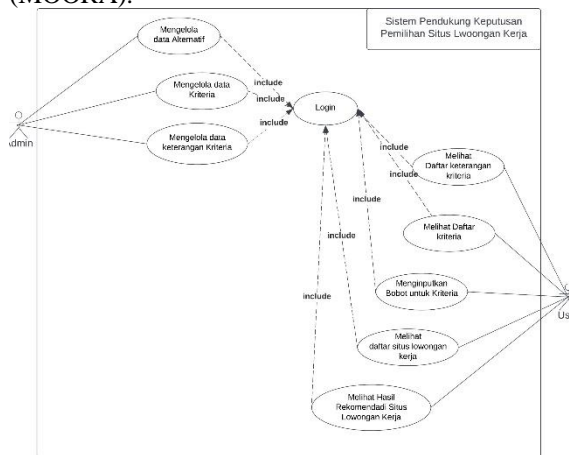 (MOORA).
Sistem Pendukung Keputusan
Pemilihan Situs Lwoongan Kerja
Mengelola
data Alternatif
include
Mengelola data
Kriteria
include
Login
Admin
Mengelola data
keterangan Kriteria
include
include
Melihat
Daftar keterangan
kriteria
include
include
Melihat Daftar
kriteria
include
include
Menginputkan
Bobot untuk Kriteria
Us
Melihat
daftar situs lowongan
kerja
Melihat Hasil
Rekomendadi Situs
Lowongan Kerja